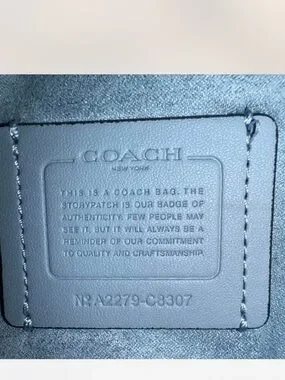 COACH
NEW YORK
THIS IS A COACH BAG. THE
STORYPATCH IS OUR BADGE OF
AUTHENTICITY. FEW PEOPLE MAY
SEE IT. BUT IT WILL ALWAYS BE A
REMINDER OF OUR COMMITMENT
TO QUALITY AND CRAFTSMANSHIP
Nº A2279-C8307